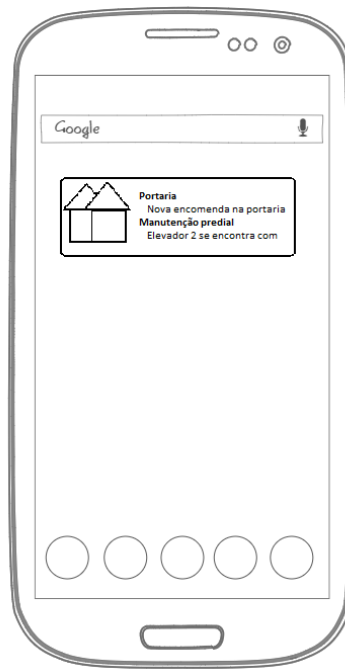 Google
Portaria
Nova encomenda na portaria
Manutenção predial
Elevador 2 se encontra com